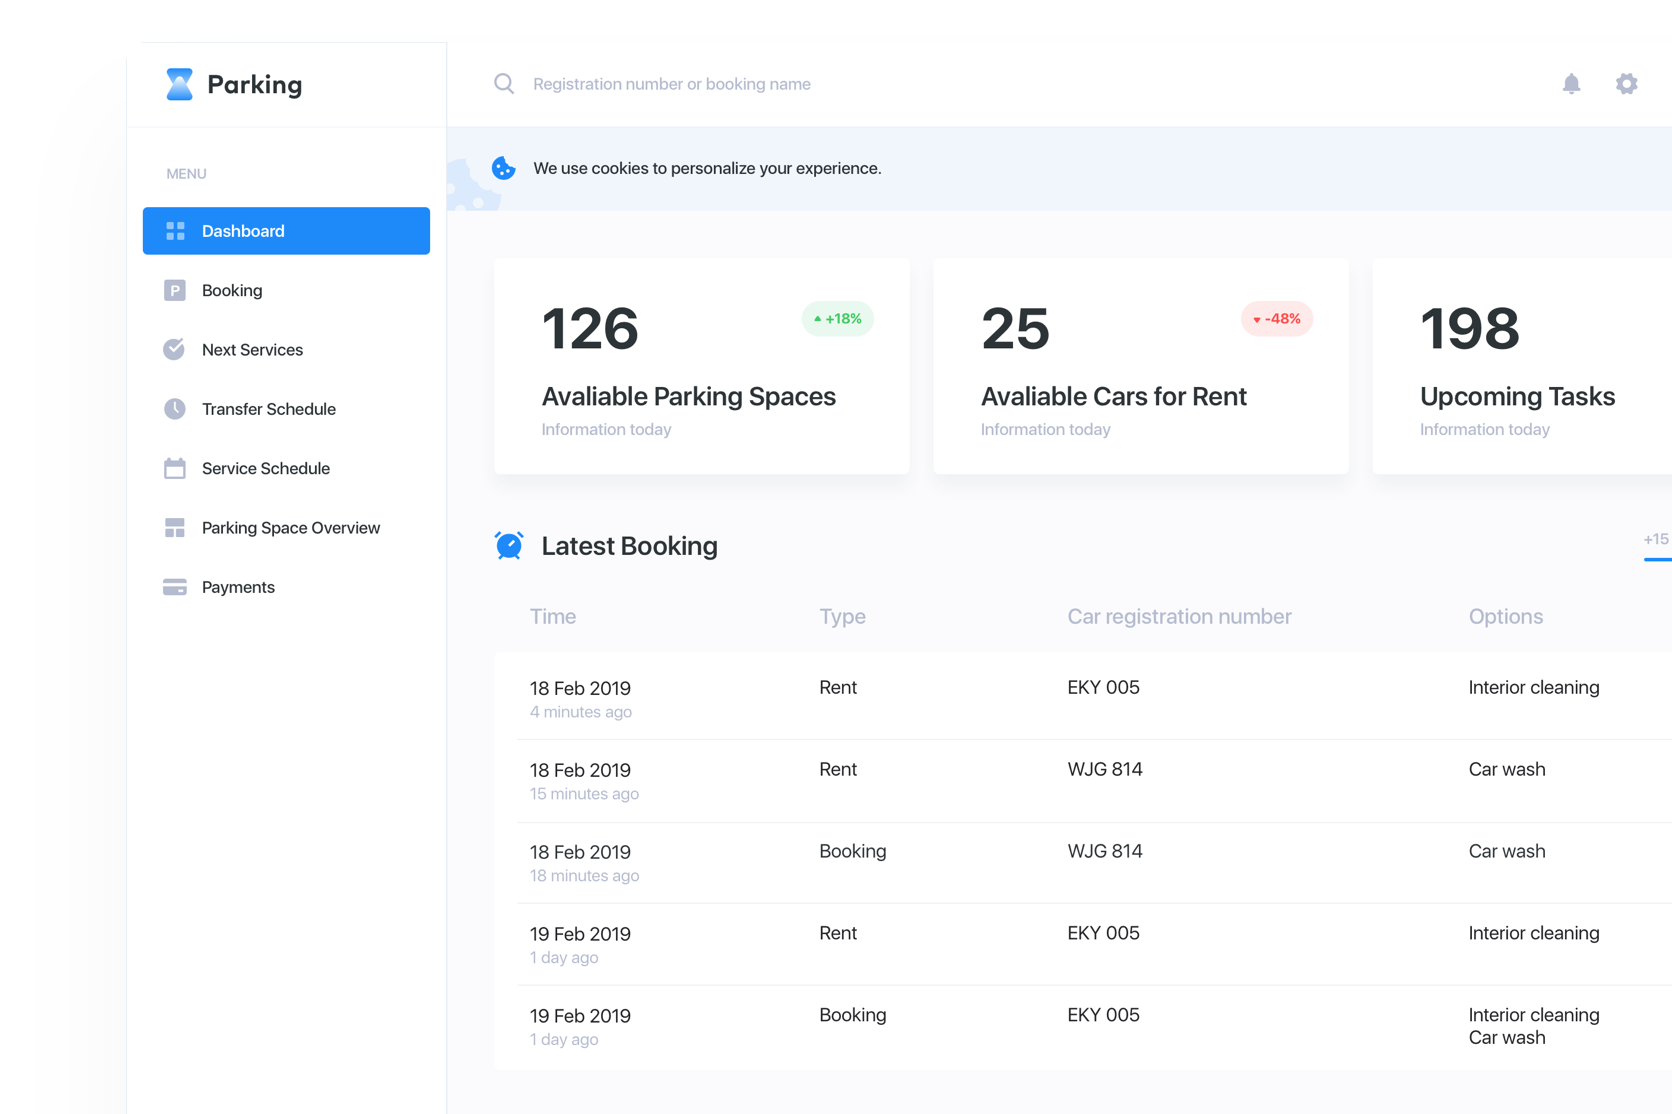 Parking
Registration number or booking name
MENU
We use cookies to personalize your experience.
Dashboard
P Booking
Next Services
Transfer Schedule
Service Schedule
Parking Space Overview
Payments
126
+18%
Avaliable Parking Spaces
Information today
25
-48%
Avaliable Cars for Rent
Information today
198
Upcoming Tasks
Information today
Latest Booking
+15
Time Type Car registration number Options
18 Feb 2019 Rent EKY 005 Interior cleaning
4 minutes ago
18 Feb 2019 Rent WJG 814 Car wash
15 minutes ago
18 Feb 2019 Booking WJG 814 Car wash
18 minutes ago
19 Feb 2019 Rent EKY 005 Interior cleaning
1 day ago
19 Feb 2019 Booking EKY 005 Interior cleaning
1 day ago Car wash